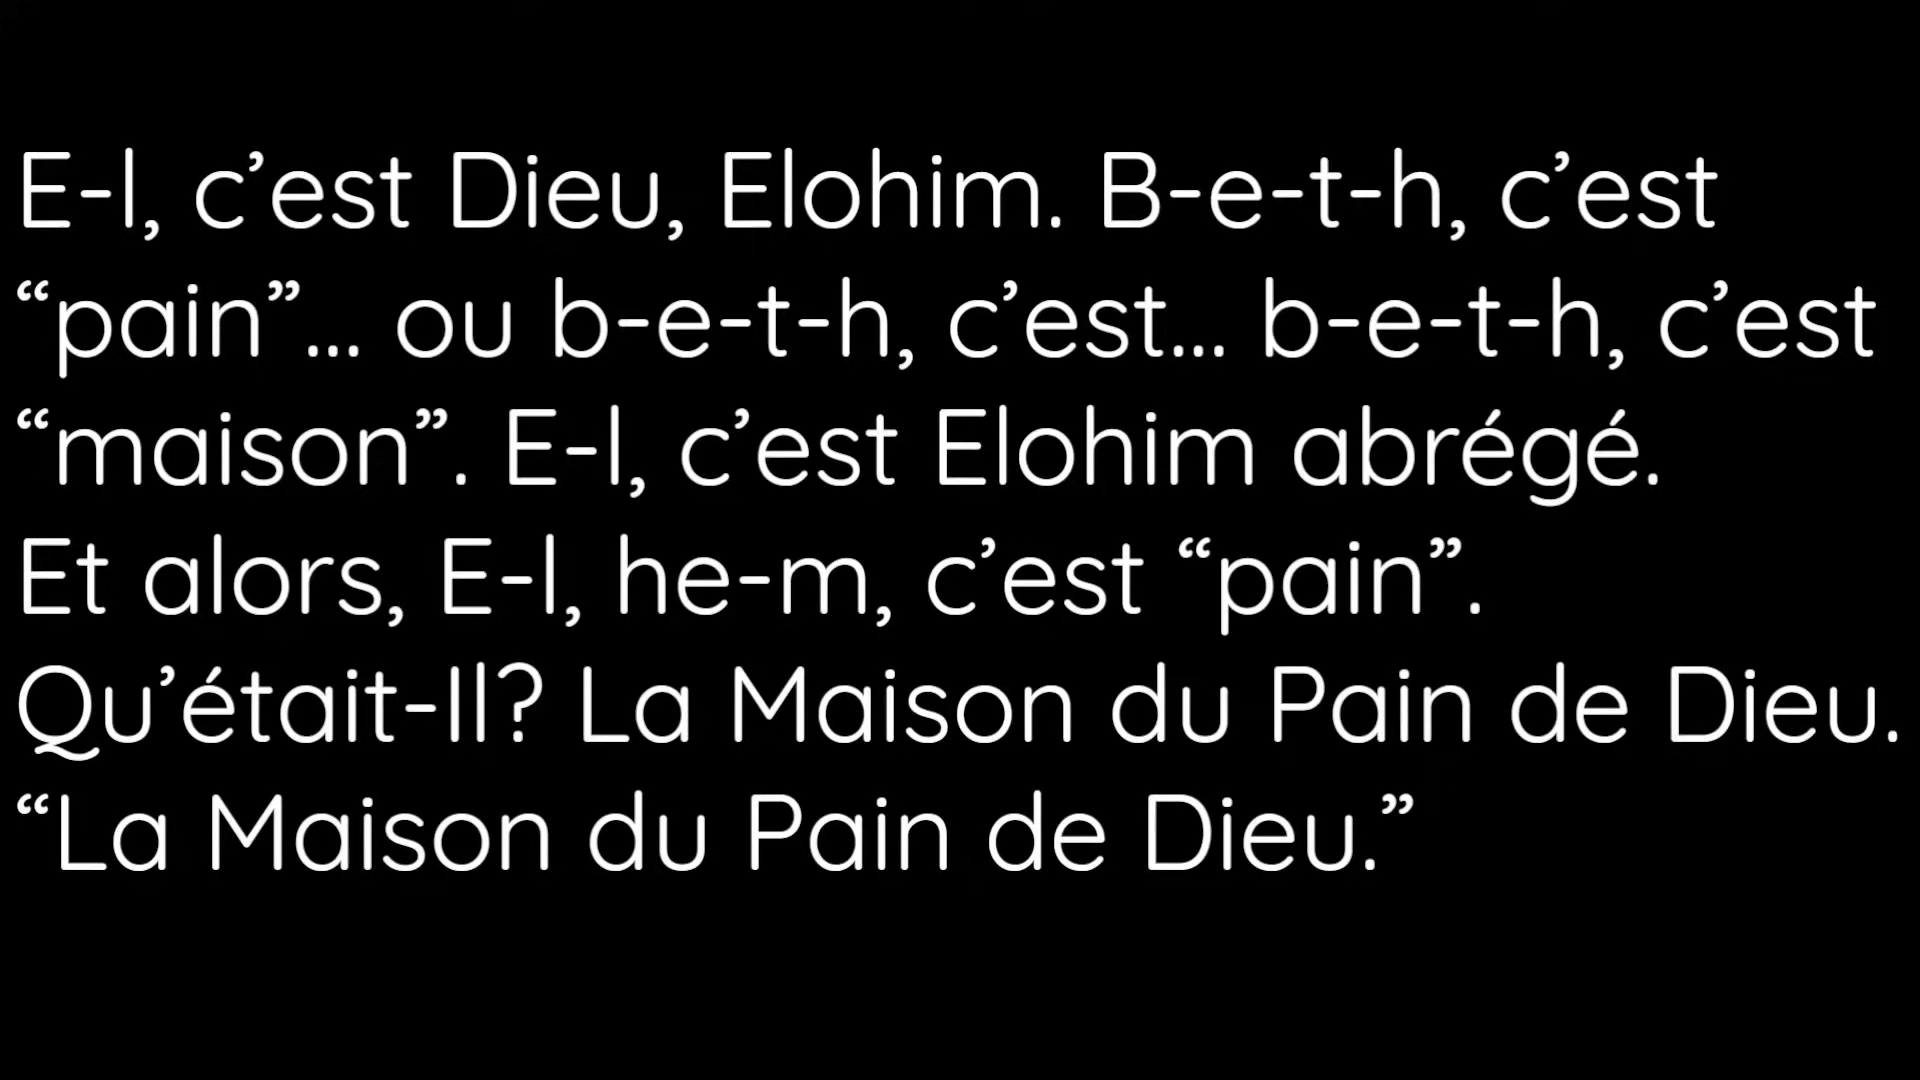 E-l, c’est Dieu, Elohim. B-e-t-h, c’est
“pain”... ou b-e-t-h, c’est... b-e-t-h, c’est
“maison”. E-l, c’est Elohim abrégé.
Et alors, E-l, he-m, c’est “pain”.
Qu’était-Il? La Maison du Pain de Dieu.
“La Maison du Pain de Dieu.”